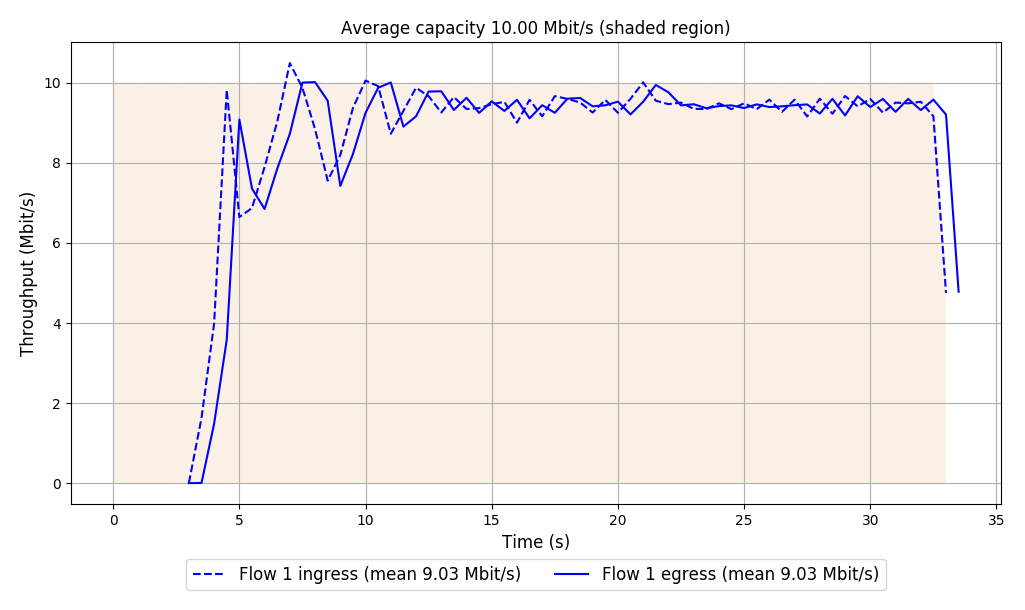 Average capacity 10.00 Mbit/s (shaded region)
Throughput (Mbit/s)
10
8
6
4
2
0
0 5 10 15 20 25 30 35
Time (s)
Flow 1 ingress (mean 9.03 Mbit/s) Flow 1 egress (mean 9.03 Mbit/s)